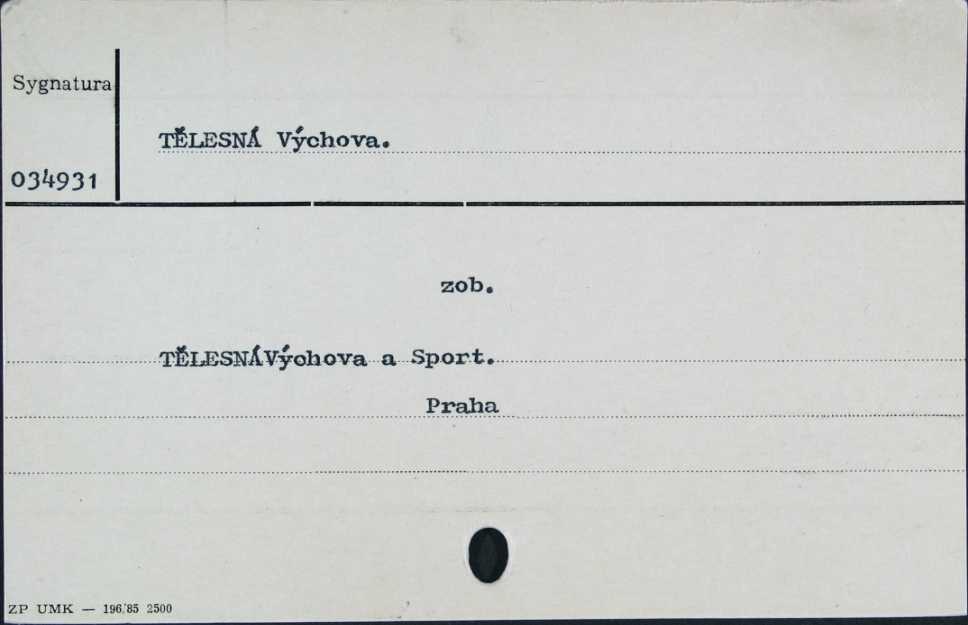 Sygnatura
TĚLESNÁ Výchova.
034931
zob.
TĚLESNÁVýchova a Sport.
Praha
ZP UMK — 196/85 2500